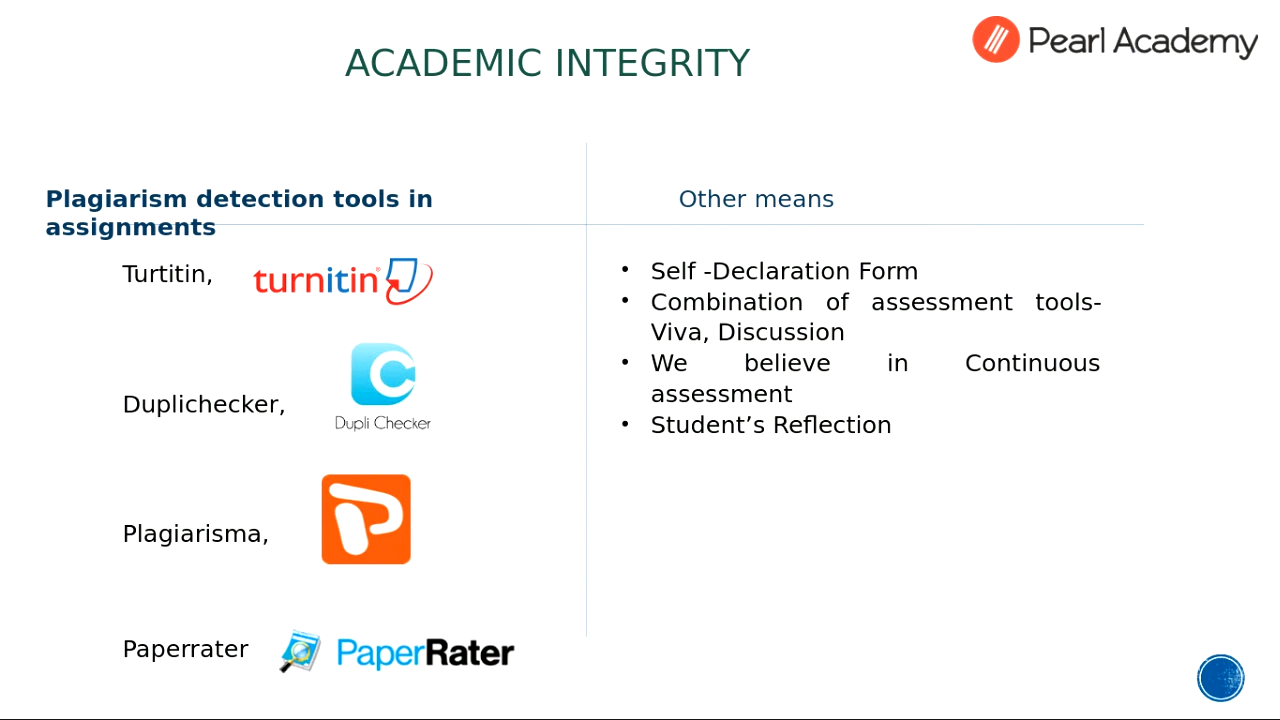 ACADEMIC INTEGRITY
Pearl Academy
Plagiarism detection tools in
assignments
Turtitin,
turnitin
Duplichecker,
Dupli Checker
Plagiarisma,
Paperrater
PaperRater
Other means
• Self -Declaration Form
• Combination of assessment tools-
Viva, Discussion
• We believe in Continuous
assessment
• Student’s Reflection